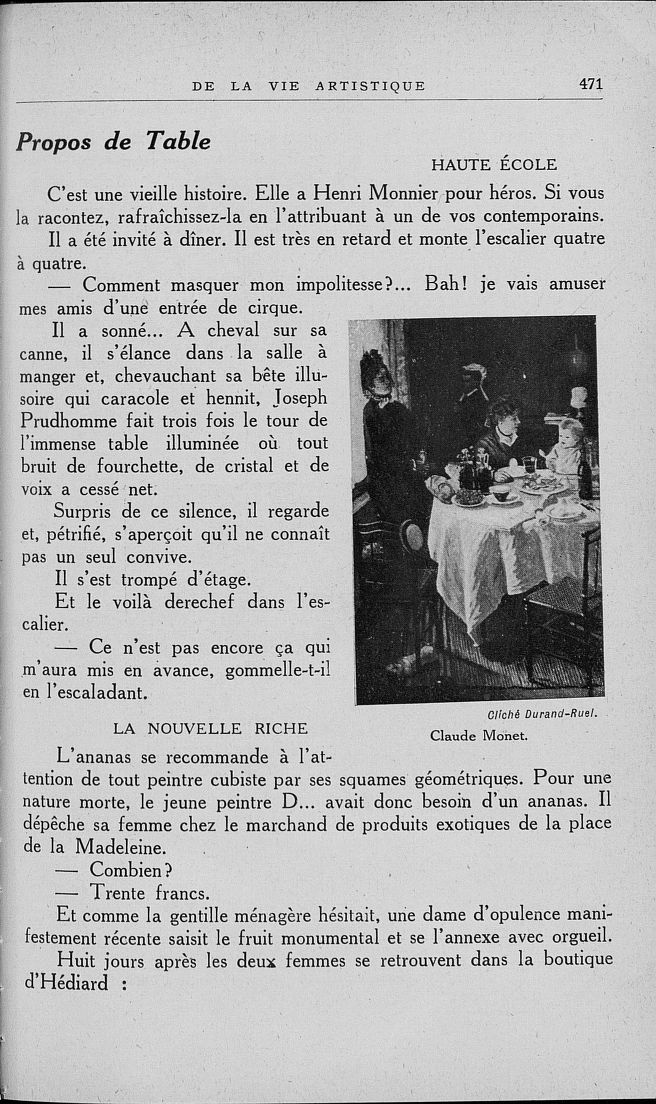 DE LA VIE ARTISTIQUE 471
Propos de Table
HAUTE ÉCOLE
C'est une vieille histoire. Elle a Henri Monnier pour héros. Si vous
la racontez, rafraîchissez-la en l'attribuant à un de vos contemporains.
Il a été invité à dîner. Il est très en retard et monte l'escalier quatre
à quatre.
— Comment masquer mon impolitesse?... Bah! je vais amuser
mes amis d'une entrée de cirque.
Il a sonné... A cheval sur sa
canne, il s'élance dans la salle à
manger et, chevauchant sa bête illu-
soire qui caracole et hennit, Joseph
Prudhomme fait trois fois le tour de
l'immense table illuminée où tout
bruit de fourchette, de cristal et de
voix a cessé net.
Surpris de ce silence, il regarde
et, pétrifié, s'aperçoit qu'il ne connaît
pas un seul convive.
Il s'est trompé d'étage.
Et le voilà derechef dans l'es-
calier.
— Ce n'est pas encore ça qui
m'aura mis en avance, gommelle-t-il
en l'escaladant.
Cliché Durand-Ruel.
Claude Monet.
LA NOUVELLE RICHE
L'ananas se recommande à l'at-
tention de tout peintre cubiste par ses squames géométriques. Pour une
nature morte, le jeune peintre D... avait donc besoin d'un ananas. Il
dépêche sa femme chez le marchand de produits exotiques de la place
de la Madeleine.
— Combien?
— Trente francs.
Et comme la gentille ménagère hésitait, une dame d'opulence mani-
festement récente saisit le fruit monumental et se l'annexe avec orgueil.
Huit jours après les deux femmes se retrouvent dans la boutique
d'Hédiard :